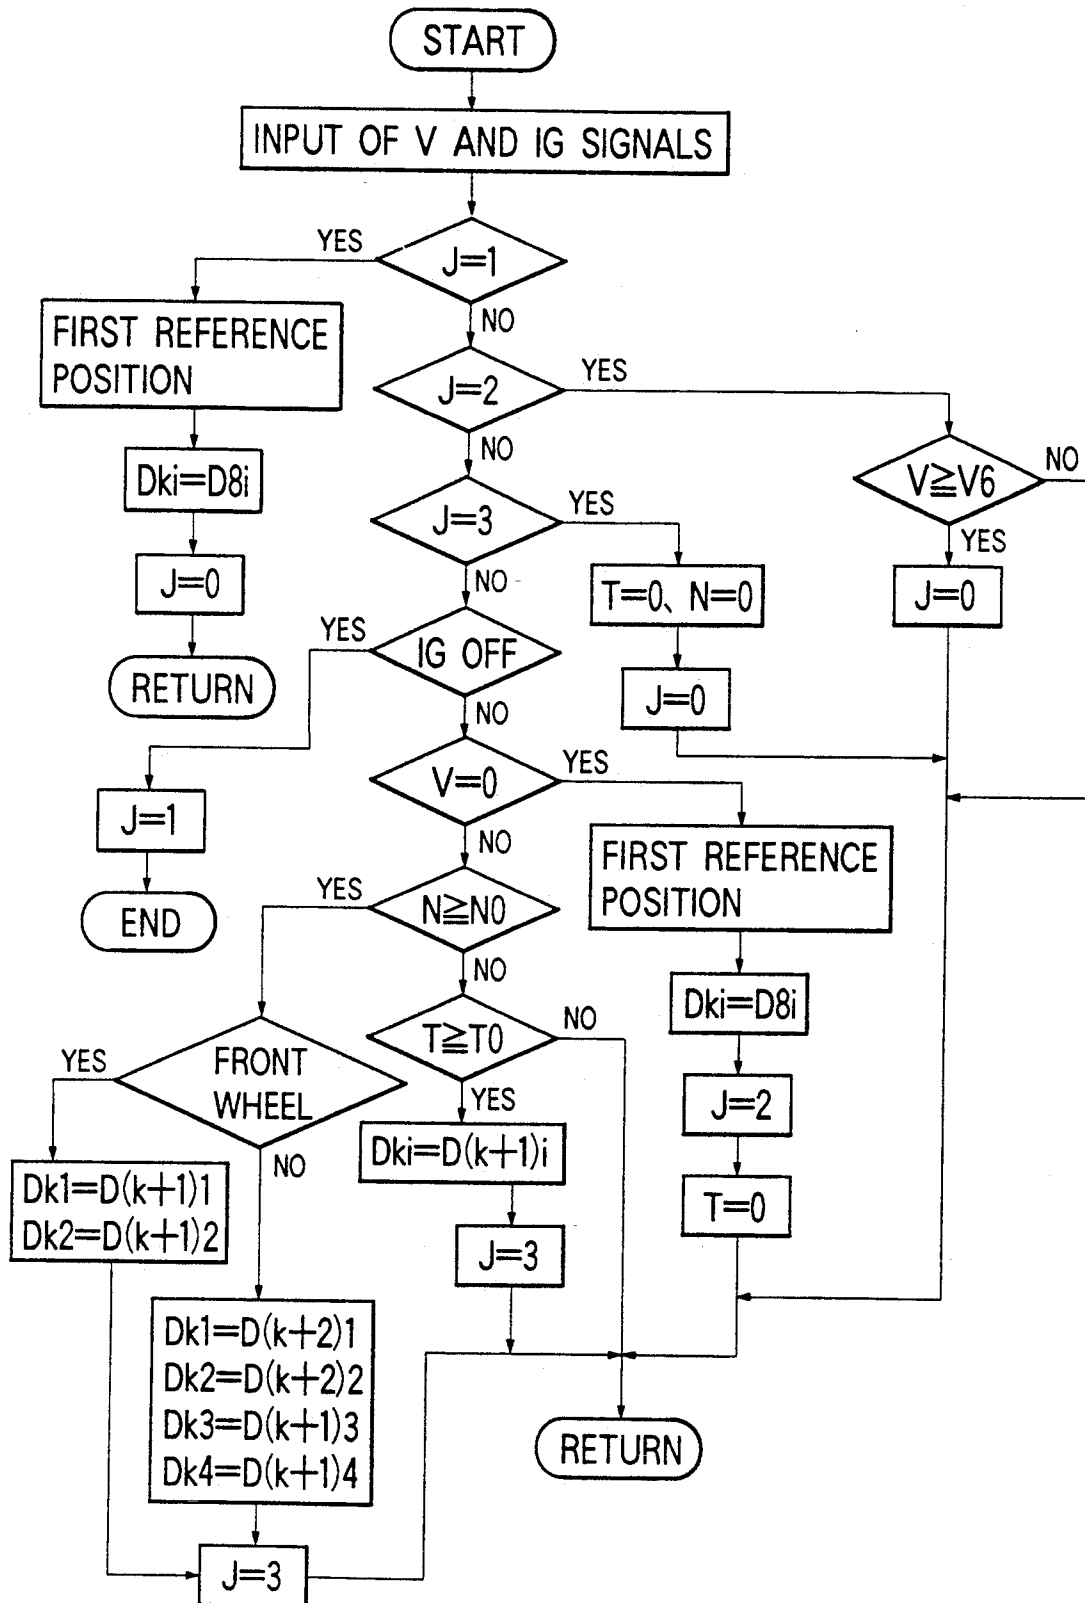 START
INPUT OF V AND IG SIGNALS
YES
J=1
NO
FIRST REFERENCE
POSITION
J=2
YES
NO
Dki=D8i
V≧V6
NO
YES
J=3
YES
NO
J=0
T=0、N=0
J=0
YES
IG OFF
NO
RETURN
J=0
V=0
YES
NO
J=1
FIRST REFERENCE
POSITION
YES
N≧N0
NO
END
Dki=D8i
T≧T0
NO
YES
YES
FRONT
WHEEL
NO
J=2
Dki=D(k+1)i
Dk1=D(k+1)1
Dk2=D(k+1)2
T=0
J=3
Dk1=D(k+2)1
Dk2=D(k+2)2
Dk3=D(k+1)3
Dk4=D(k+1)4
RETURN
J=3